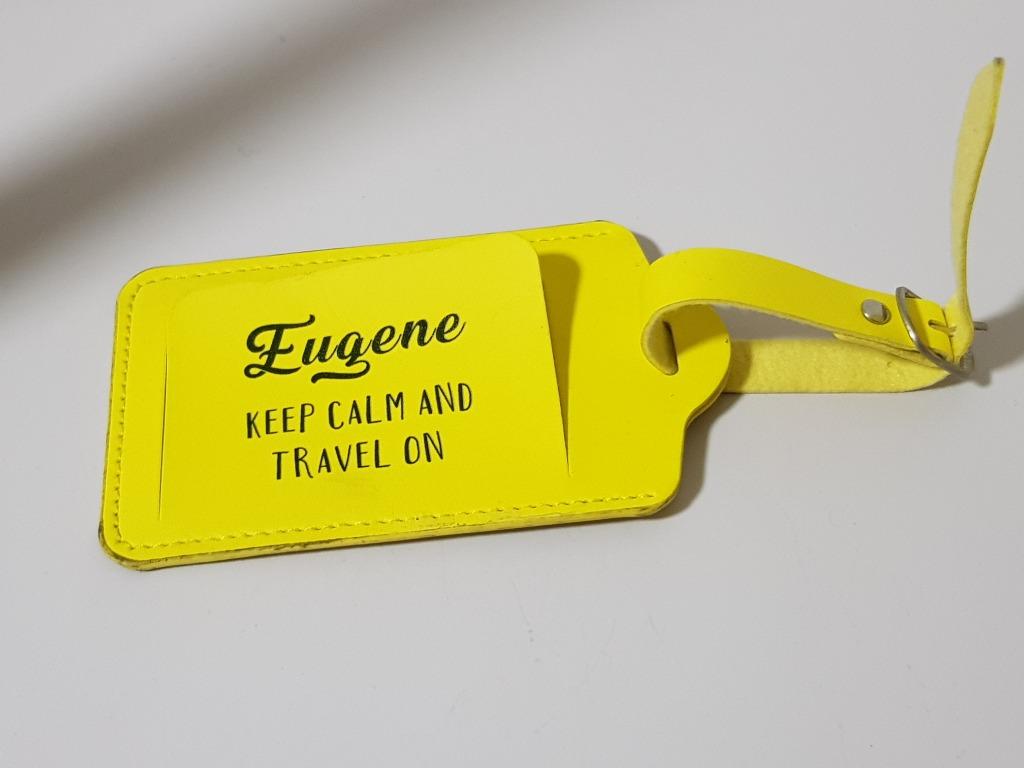 Eugene
KEEP CALM AND
TRAVEL ON